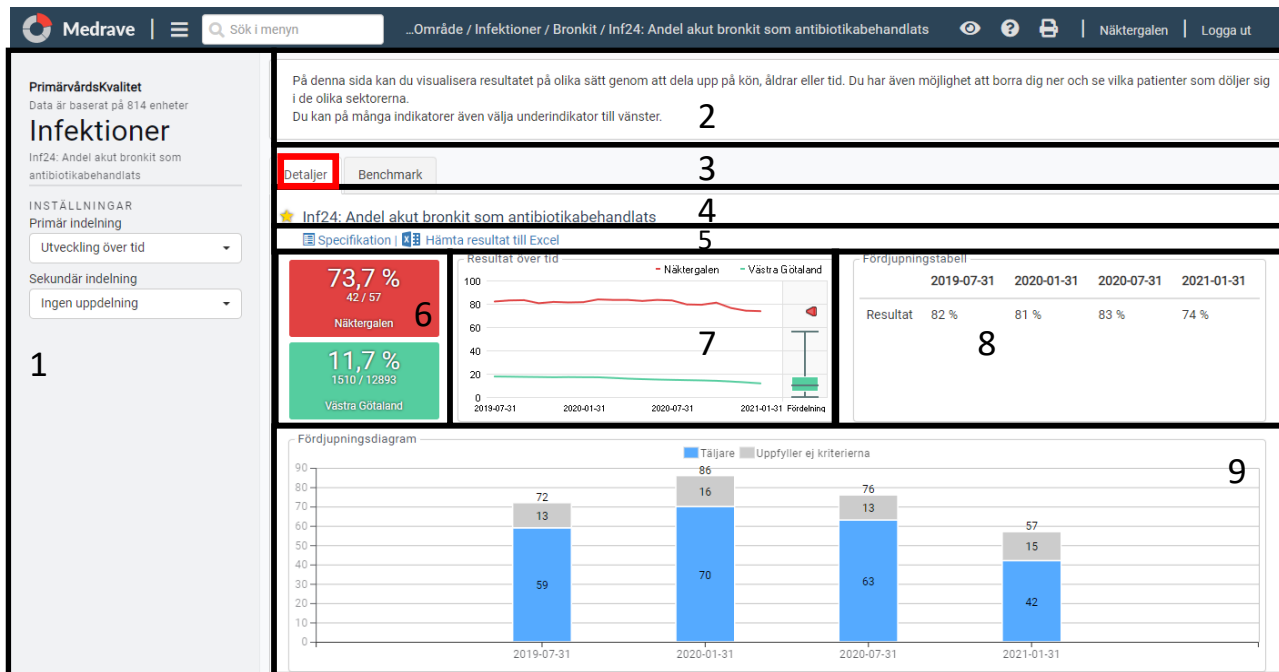 Medrave
Sök i menyn
...Område / Infektioner / Bronkit / Inf24: Andel akut bronkit som antibiotikabehandlats
Näktergalen
Logga ut
PrimärvårdsKvalitet
Data är baserat på 814 enheter
Infektioner
Inf24: Andel akut bronkit som
antibiotikabehandlats
INSTÄLLNINGAR
Primär indelning
Utveckling över tid
Sekundär indelning
Ingen uppdelning
1
På denna sida kan du visualisera resultatet på olika sätt genom att dela upp på kön, åldrar eller tid. Du har även möjlighet att borra dig ner och se vilka patienter som döljer sig
i de olika sektorerna.
Du kan på många indikatorer även välja underindikator till vänster.
2
Detaljer
Benchmark
3
Inf24: Andel akut bronkit som antibiotikabehandlats
4
Specifikation | Hämta resultat till Excel
5
73,7 %
42 / 57
Näktergalen
6
11,7 %
1510 / 12893
Västra Götaland
Resultat över tid
Näktergalen
Västra Götaland
100
80
60
40
20
0
2019-07-31 2020-01-31 2020-07-31 2021-01-31 Fördelning
7
Fördjupningstabell
2019-07-31 2020-01-31 2020-07-31 2021-01-31
Resultat 82 % 81 % 83 % 74 %
8
Fördjupningsdiagram
Täljare Uppfyller ej kriterierna
9
90
80
70
60
50
40
30
20
10
0
72
13
59
86
16
70
76
13
63
57
15
42
2019-07-31 2020-01-31 2020-07-31 2021-01-31